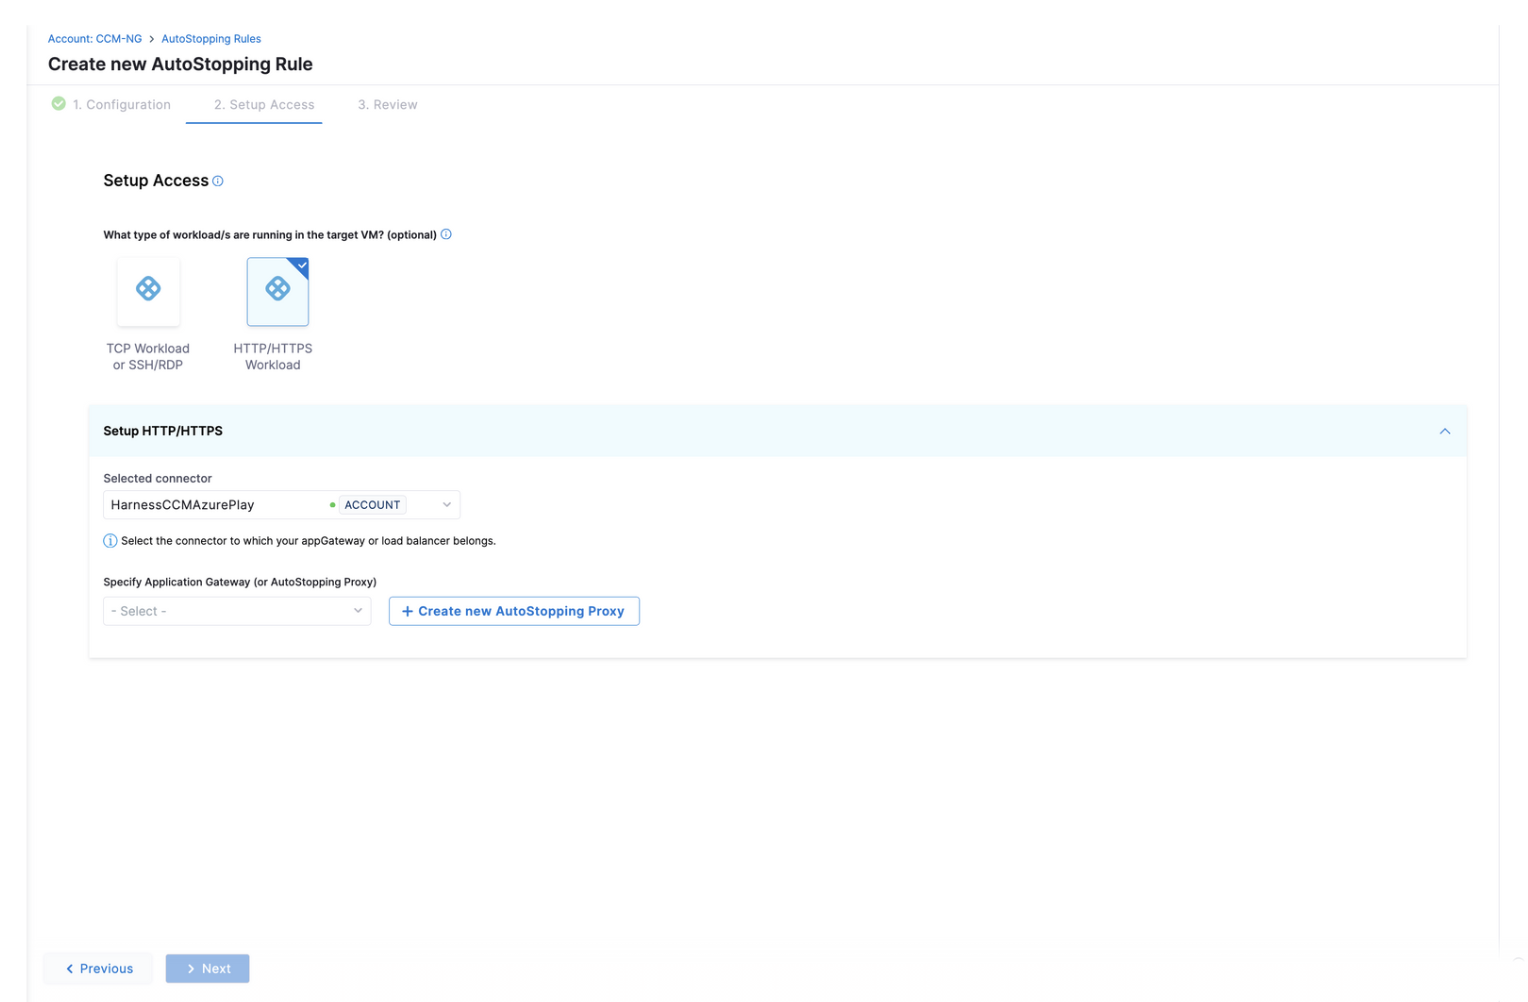 Account: CCM-NG > AutoStopping Rules
Create new AutoStopping Rule
1. Configuration 2. Setup Access 3. Review
Setup Access
What type of workload/s are running in the target VM? (optional)
TCP Workload
or SSH/RDP
HTTP/HTTPS
Workload
Setup HTTP/HTTPS
Selected connector
HarnessCCMAzurePlay ACCOUNT
Select the connector to which your appGateway or load balancer belongs.
Specify Application Gateway (or AutoStopping Proxy)
- Select - + Create new AutoStopping Proxy
< Previous > Next